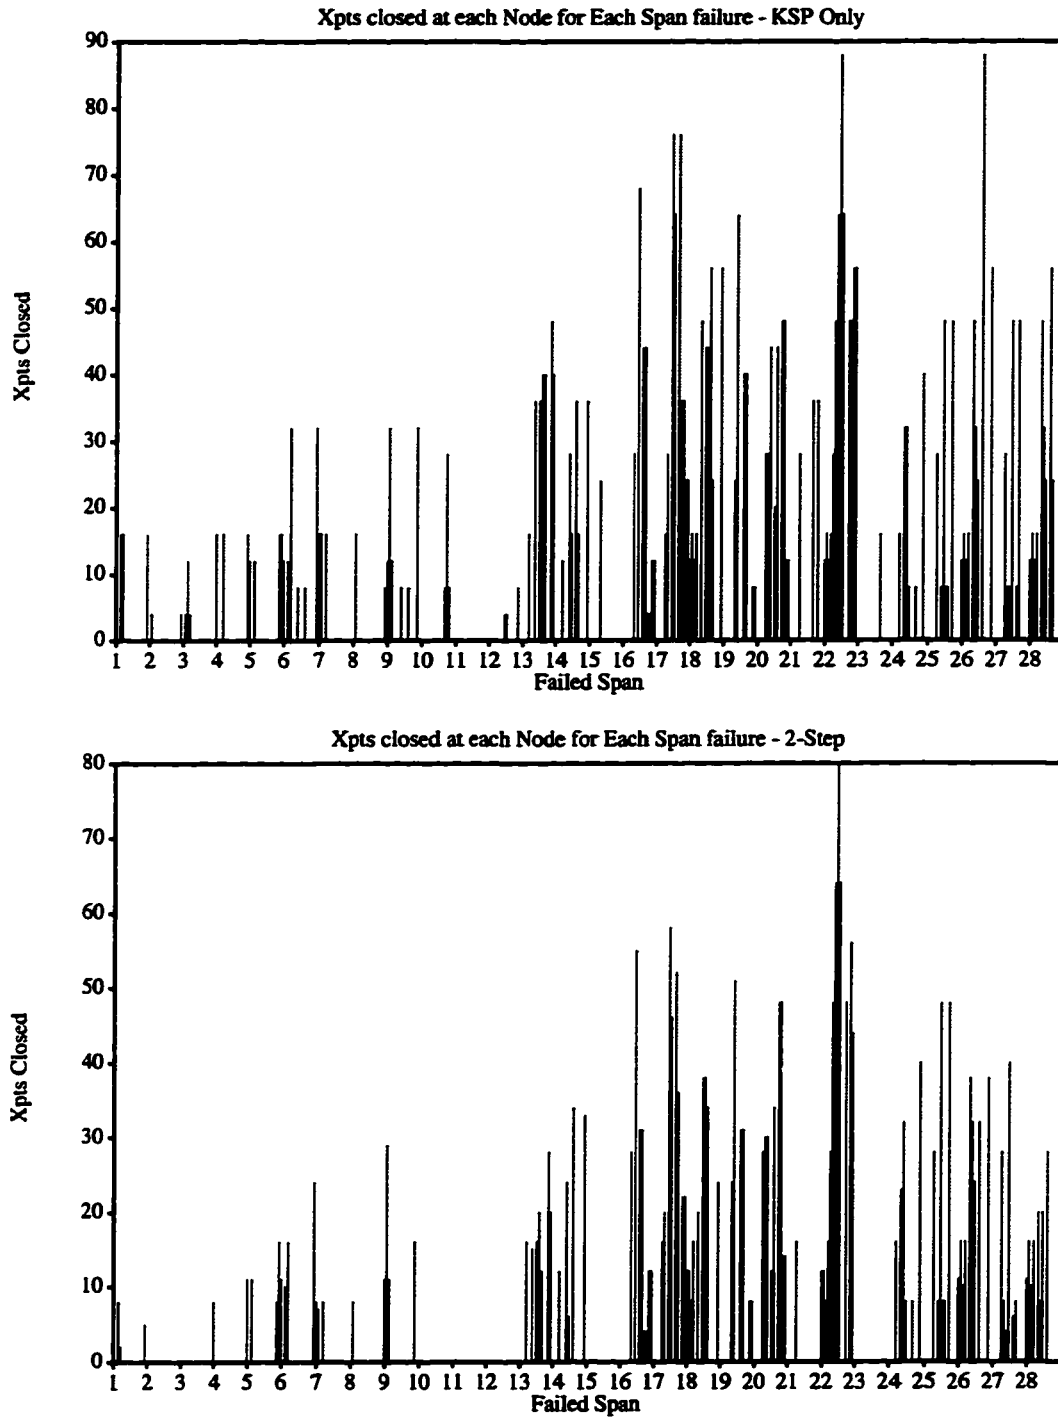 Xpts closed at each Node for Each Span failure - KSP Only
90
80
70
60
50
40
30
20
10
0
Xpts Closed
1 2 3 4 5 6 7 8 9 10 11 12 13 14 15 16 17 18 19 20 21 22 23 24 25 26 27 28
Failed Span
Xpts closed at each Node for Each Span failure - 2-Step
80
70
60
50
40
30
20
10
0
Xpts Closed
1 2 3 4 5 6 7 8 9 10 11 12 13 14 15 16 17 18 19 20 21 22 23 24 25 26 27 28
Failed Span